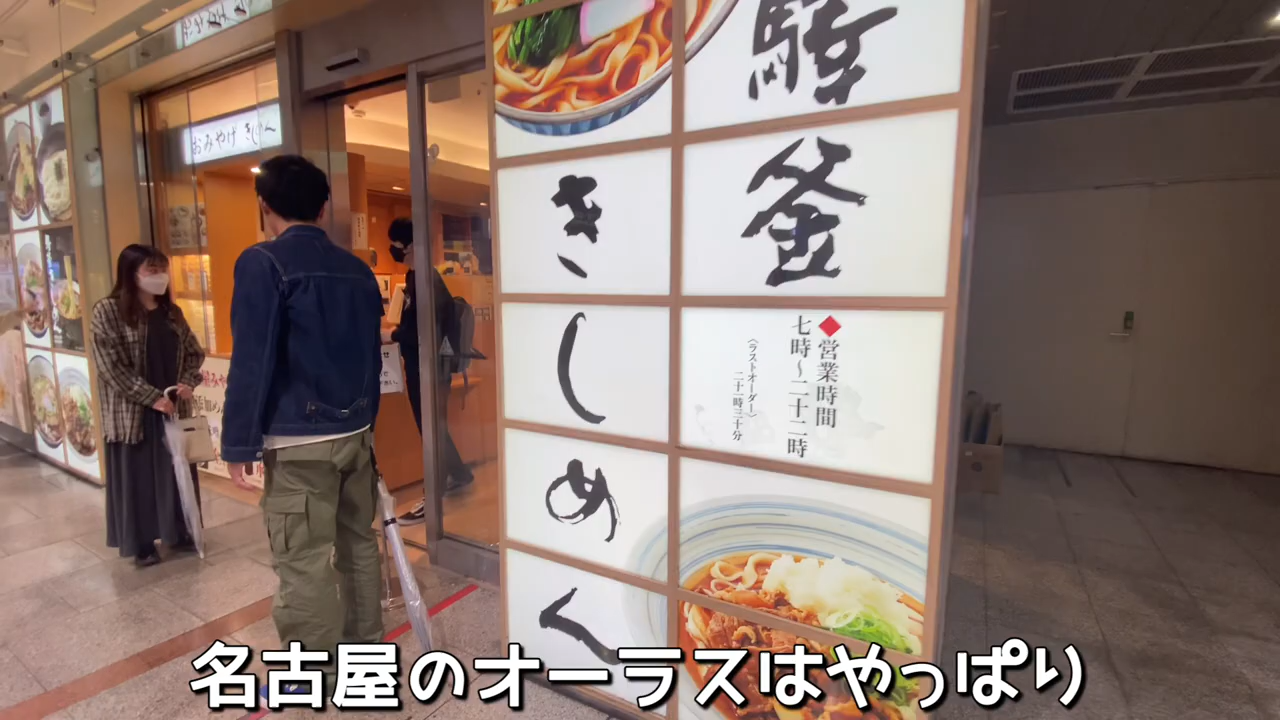 おみやげ きしめん
驛釜
きしめん
◆営業時間
七時〜二十二時
〈ラストオーダー〉
二十一時三十分
名古屋のオーラスはやっぱり